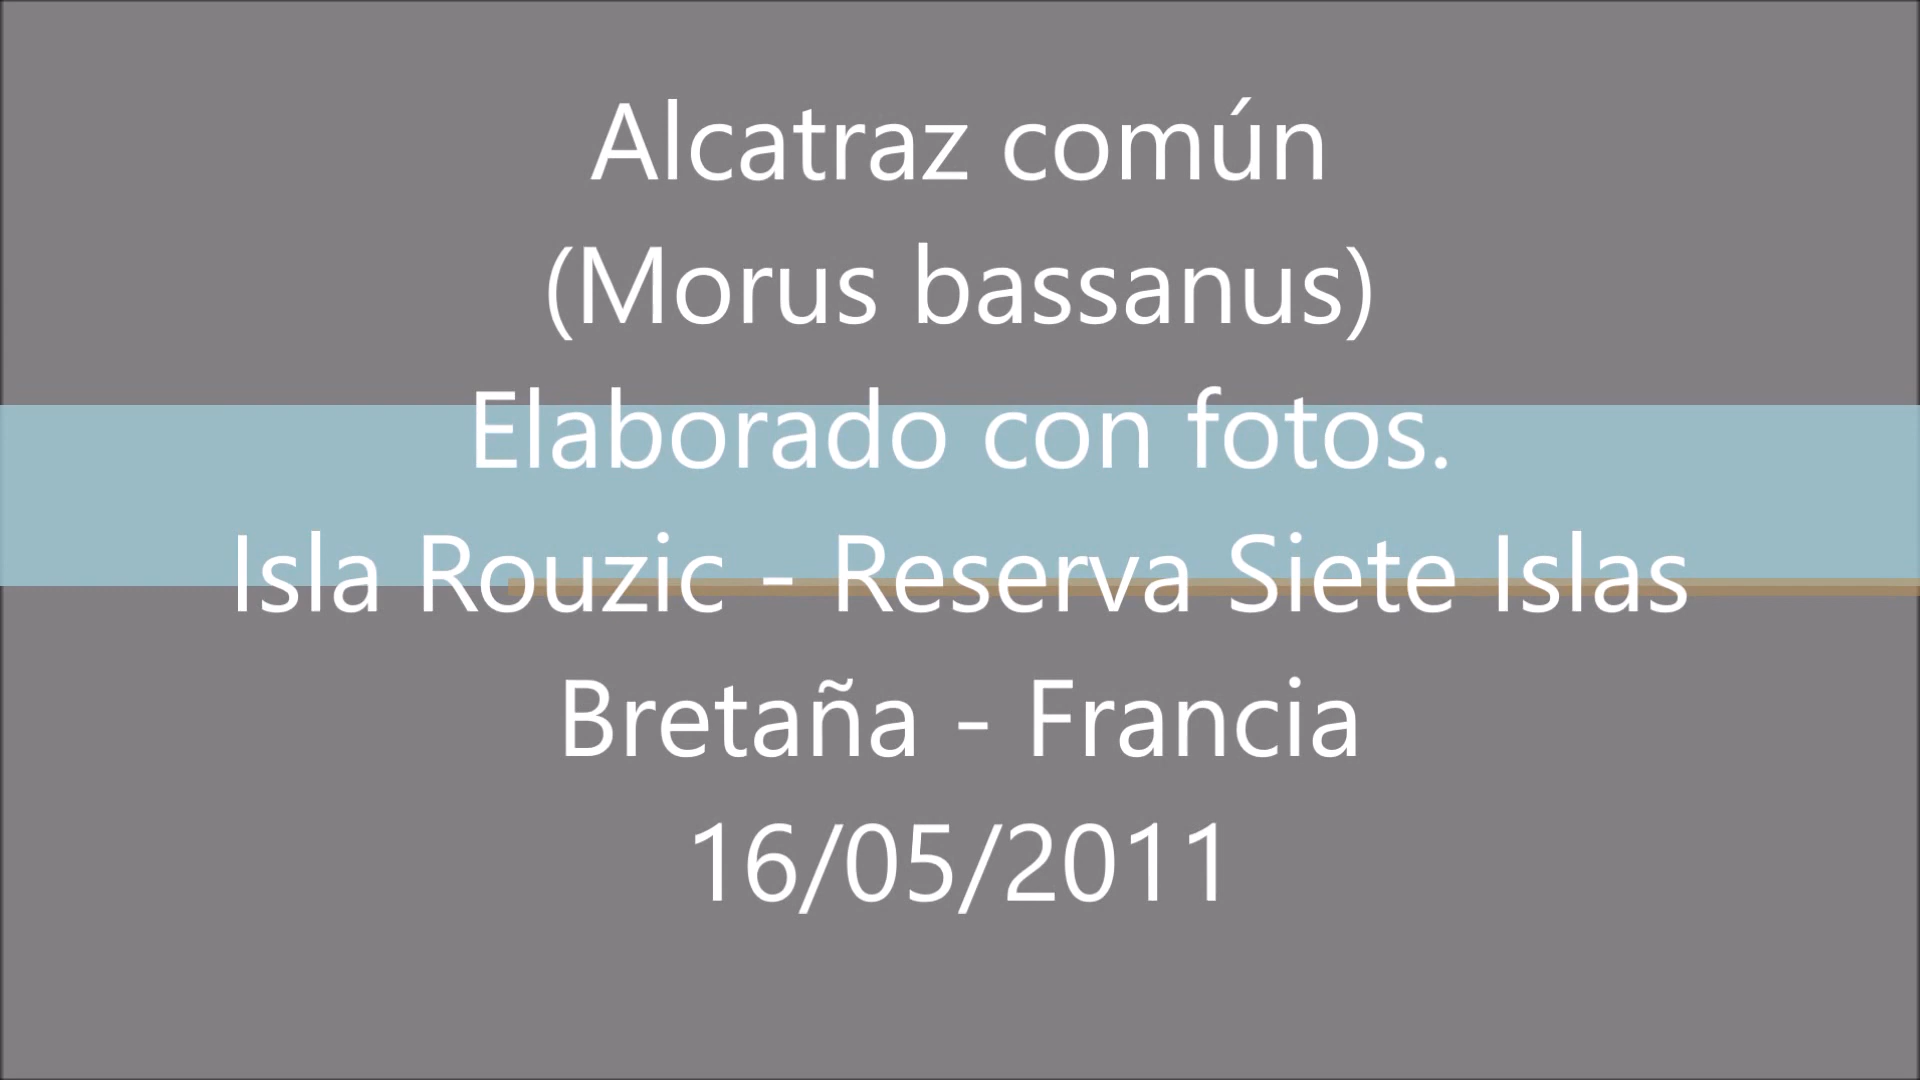 Alcatraz común
(Morus bassanus)
Elaborado con fotos.
Isla Rouzic - Reserva Siete Islas
Bretaña - Francia
16/05/2011